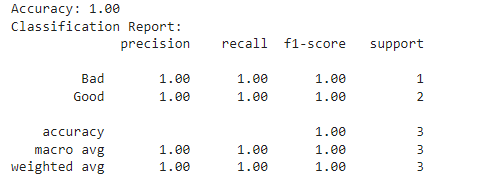 Accuracy: 1.00
Classification Report:
precision recall f1-score support
Bad 1.00 1.00 1.00 1
Good 1.00 1.00 1.00 2
accuracy 1.00 3
macro avg 1.00 1.00 1.00 3
weighted avg 1.00 1.00 1.00 3